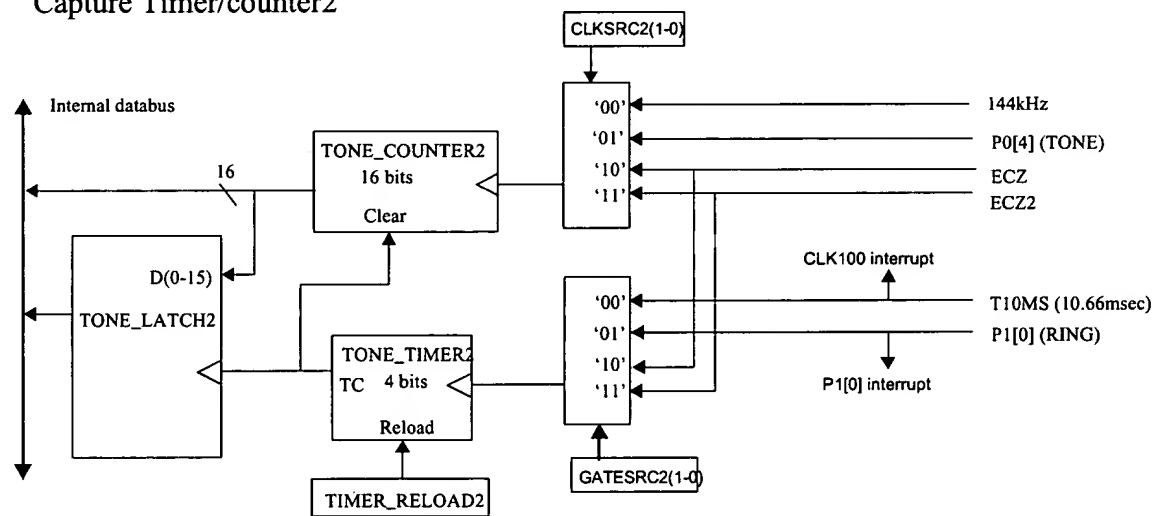 Capture Timer/counter2
CLKSRC2(1-0)
Internal databus
'00'
144kHz
TONE_COUNTER2
16 bits
Clear
'01'
P0[4] (TONE)
16
'10'
ECZ
'11'
ECZ2
D(0-15)
TONE_LATCH2
CLK100 interrupt
'00'
T10MS (10.66msec)
'01'
P1[0] (RING)
TONE_TIMER2
TC 4 bits
Reload
'10'
'11'
P1[0] interrupt
TIMER_RELOAD2
GATESRC2(1-0)